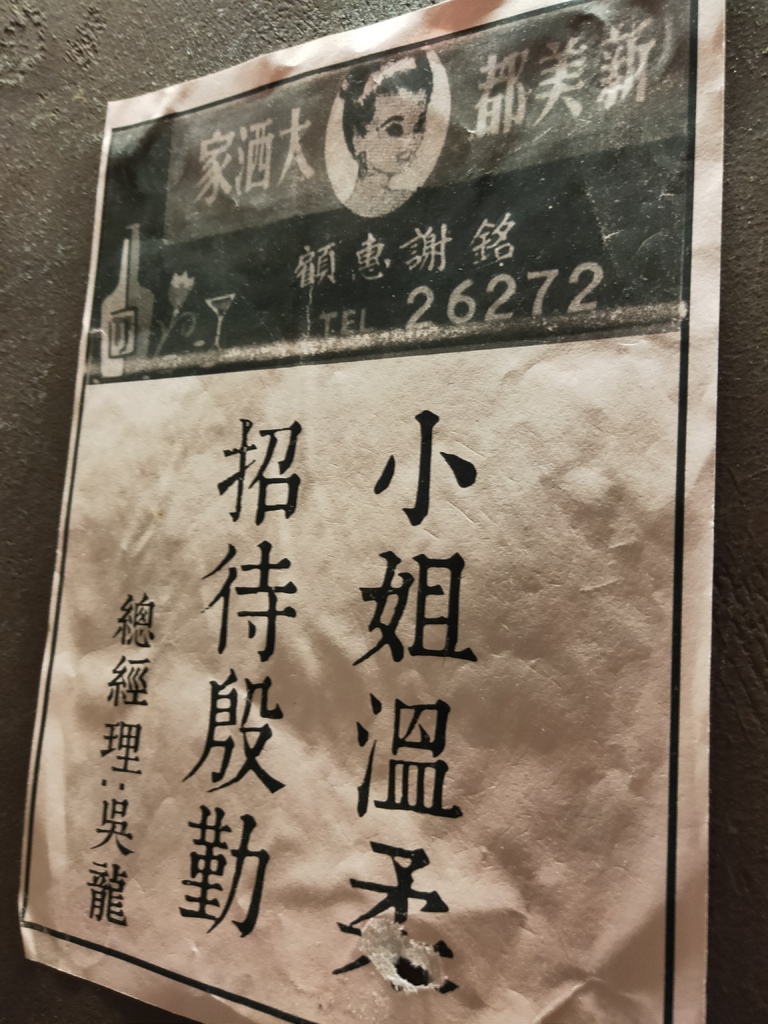 新美都大酒家
銘謝惠顧
TEL 26272
小姐溫柔
招待殷勤
總經理:吳龍